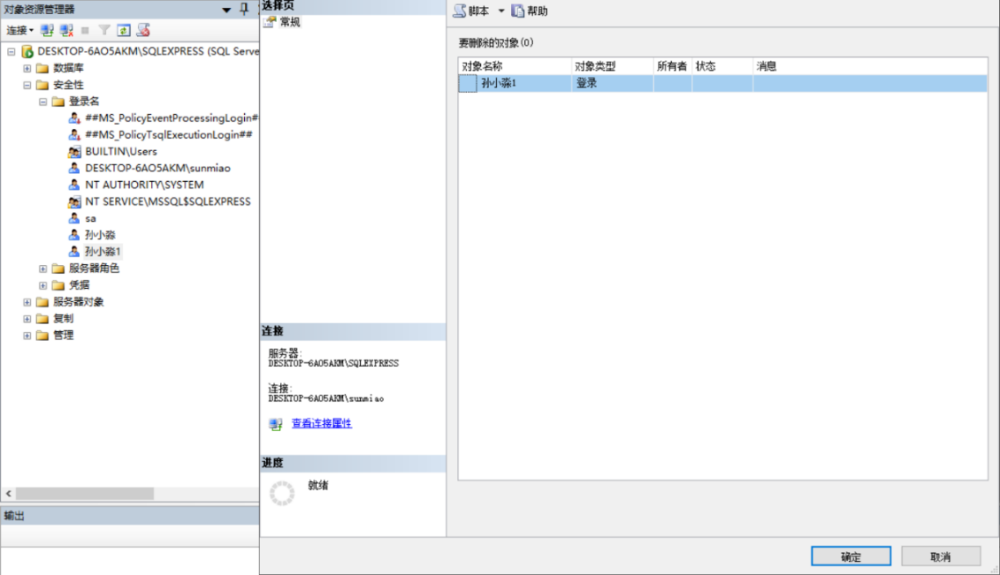 对象资源管理器
连接
DESKTOP-6AO5AKM\SQLEXPRESS (SQL Serve
数据库
安全性
登录名
##MS_PolicyEventProcessingLogin#
##MS_PolicyTsqlExecutionLogin##
BUILTIN\Users
DESKTOP-6AO5AKM\sunmiao
NT AUTHORITY\SYSTEM
NT SERVICE\MSSQL$SQLEXPRESS
sa
孙小淼
孙小淼1
服务器角色
凭据
服务器对象
复制
管理
输出
选择页
常规
连接
服务器:
DESKTOP-6AO5AKM\SQLEXPRESS
连接:
DESKTOP-6AO5AKM\sunmiao
查看连接属性
进度
就绪
脚本 帮助
要删除的对象(O)
对象名称 对象类型 所有者 状态 消息
孙小淼1 登录
确定 取消